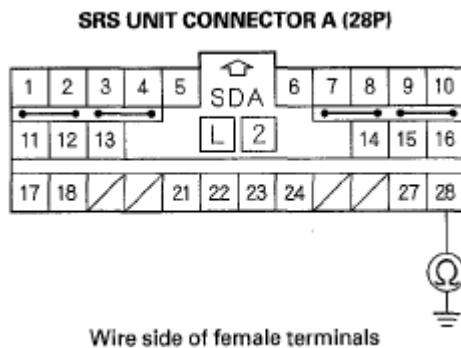 SRS UNIT CONNECTOR A (28P)
1 2 3 4 5 6 7 8 9 10
SDA
11 12 13 L 2 14 15 16
17 18 21 22 23 24 27 28
Ω
Wire side of female terminals